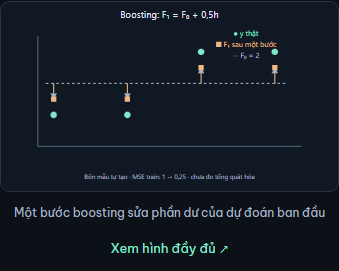 Boosting: F₁ = F₀ + 0,5h
● y thật
■ F₁ sau một bước
-- F₀ = 2
Bốn mẫu tự tạo · MSE train: 1 → 0,25 · chưa đo tổng quát hóa
Một bước boosting sửa phần dư của dự đoán ban đầu
Xem hình đầy đủ ↗